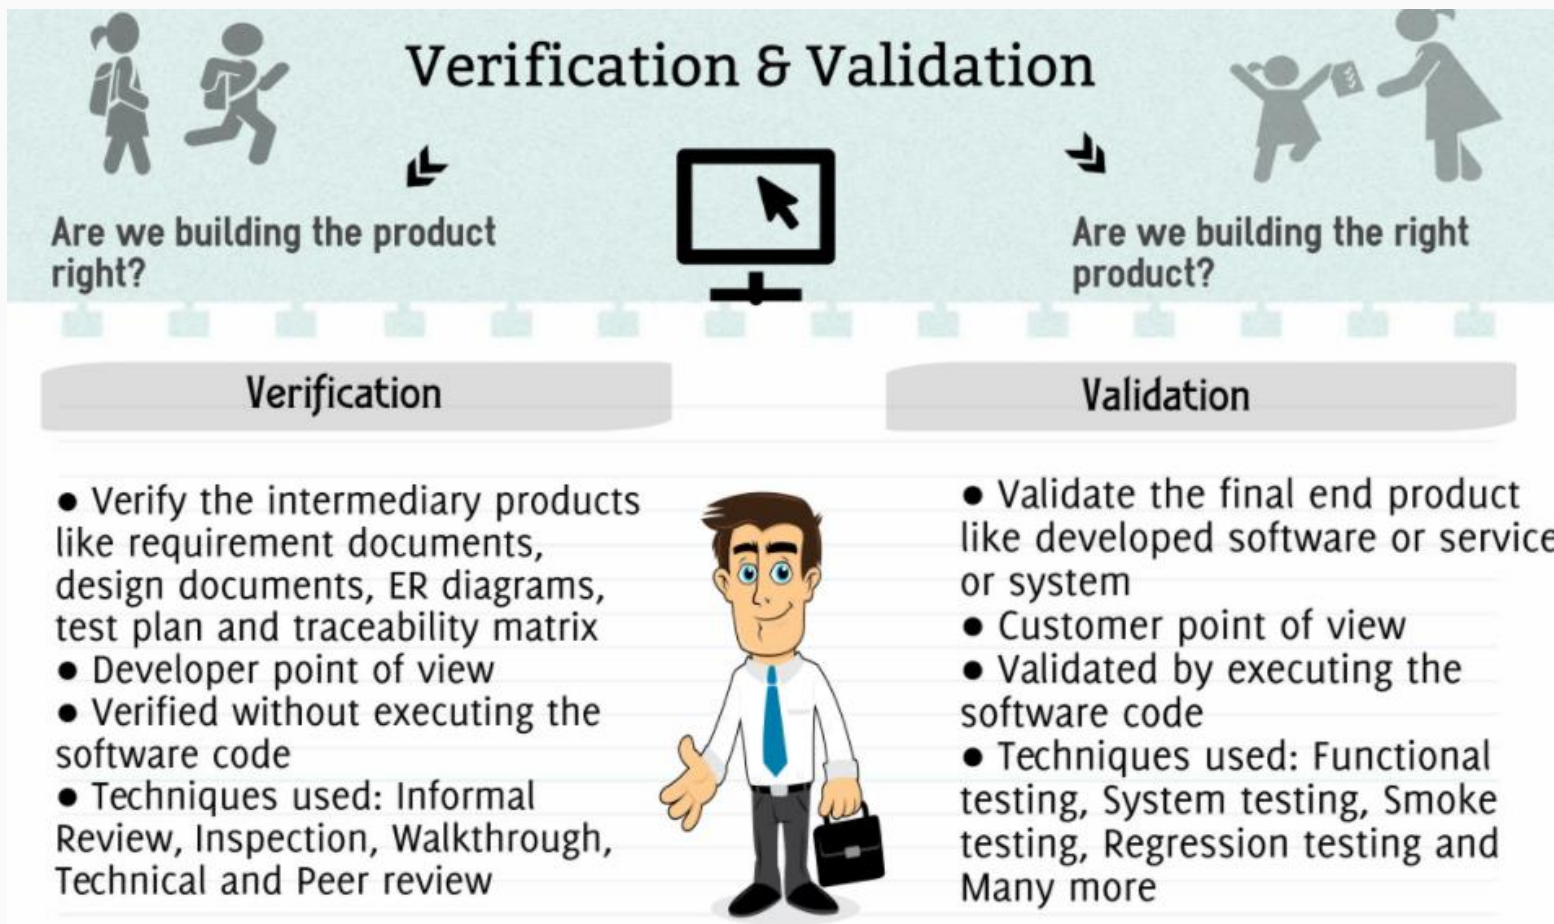 Verification & Validation
Are we building the product
right?
Are we building the right
product?
Verification
● Verify the intermediary products
like requirement documents,
design documents, ER diagrams,
test plan and traceability matrix
● Developer point of view
● Verified without executing the
software code
● Techniques used: Informal
Review, Inspection, Walkthrough,
Technical and Peer review
Validation
● Validate the final end product
like developed software or service
or system
● Customer point of view
● Validated by executing the
software code
● Techniques used: Functional
testing, System testing, Smoke
testing, Regression testing and
Many more